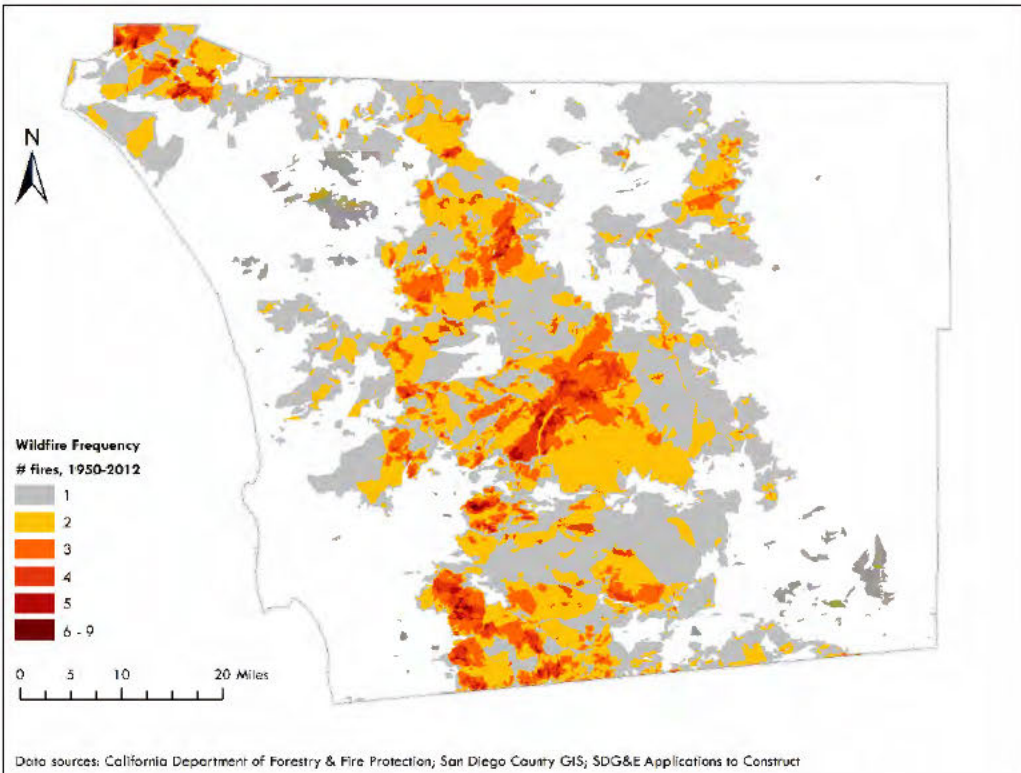 N
Wildfire Frequency
# fires, 1950-2012
1
2
3
4
5
6 - 9
0 5 10 20 Miles
Data sources: California Department of Forestry & Fire Protection; San Diego County GIS; SDG&E Applications to Construct